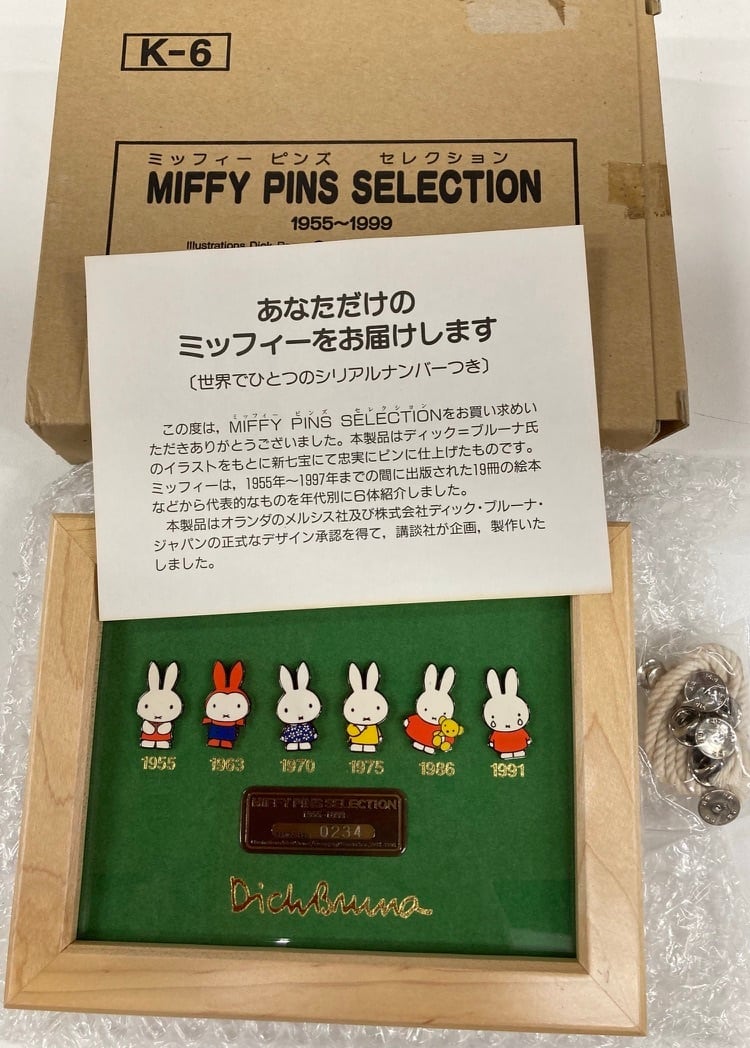 K-6
ミッフィー ピンズ セレクション
MIFFY PINS SELECTION
1955〜1999
Illustrations Dick
あなただけの
ミッフィーをお届けします
〔世界でひとつのシリアルナンバーつき〕
この度は，MIFFY PINS SELECTIONをお買い求めい
ただきありがとうございました。本製品はディック＝ブルーナ氏
のイラストをもとに新七宝にて忠実にピンに仕上げたものです。
ミッフィーは，1955年〜1997年までの間に出版された19冊の絵本
などから代表的なものを年代別に6体紹介しました。
本製品はオランダのメルシス社及び株式会社ディック・ブルーナ・
ジャパンの正式なデザイン承認を得て，講談社が企画，製作いた
しました。
1955 1963 1970 1975 1986 1991
MIFFY PINS SELECTION
1955-1999
0234
Dick Bruna